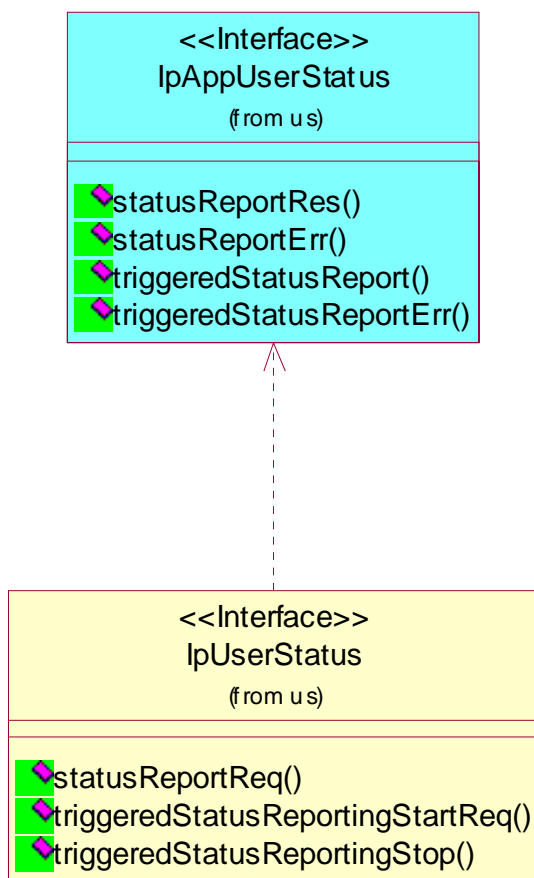 <<Interface>>
IpAppUserStatus
(from us)
statusReportRes()
statusReportErr()
triggeredStatusReport()
triggeredStatusReportErr()
<<Interface>>
IpUserStatus
(from us)
statusReportReq()
triggeredStatusReportingStartReq()
triggeredStatusReportingStop()